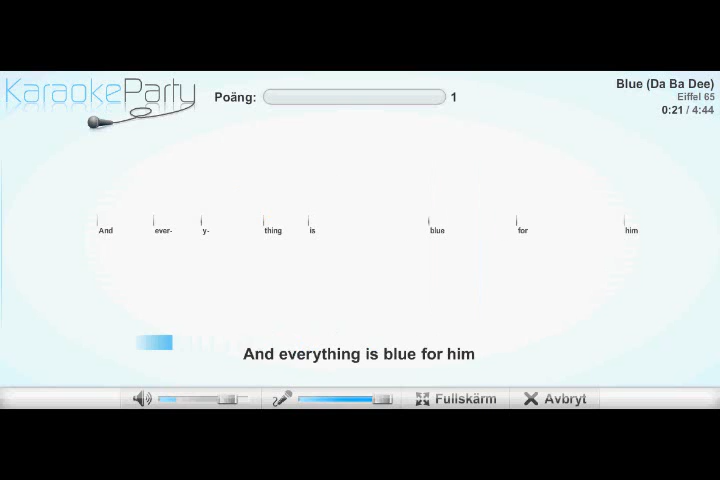 KaraokeParty
Poäng: 1
Blue (Da Ba Dee)
Eiffel 65
0:21 / 4:44
And ever- y- thing is blue for him
And everything is blue for him
Fullskärm
Avbryt